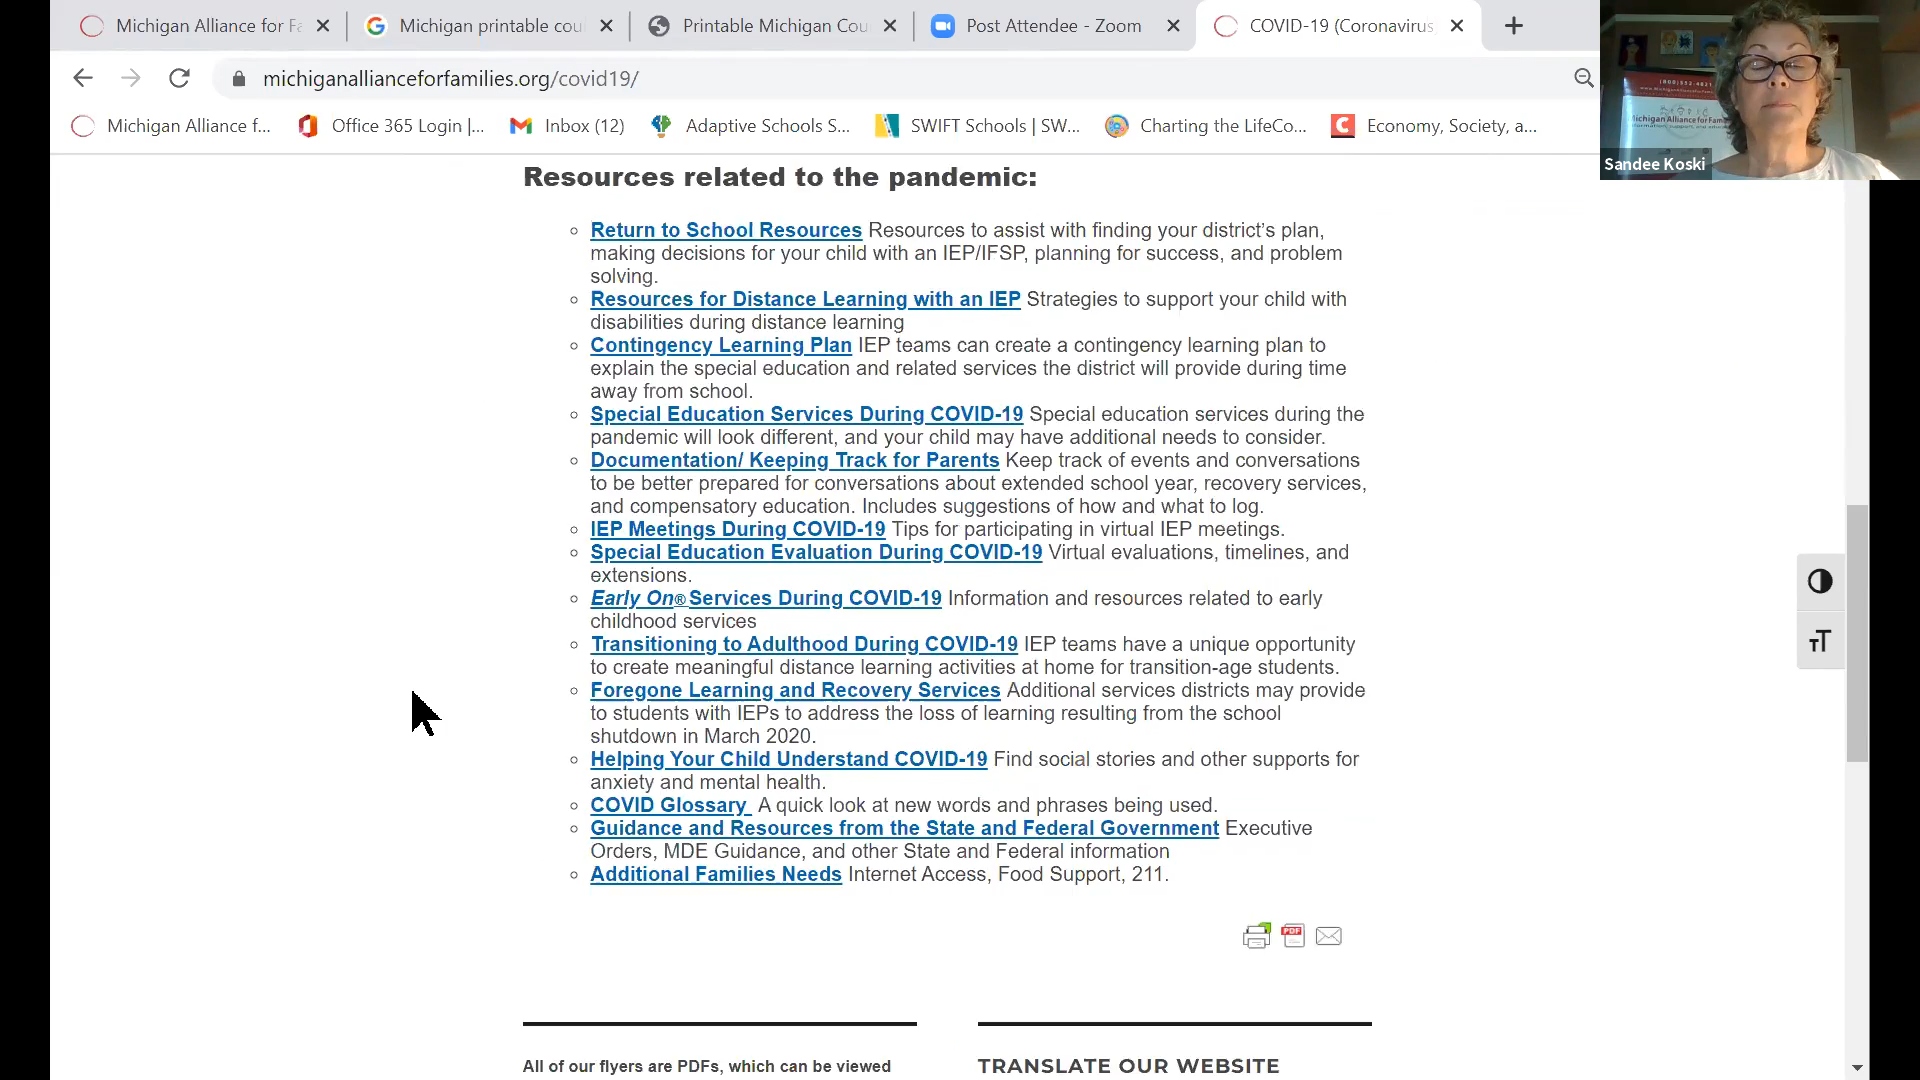 Michigan Alliance for Fa
Michigan printable cou
Printable Michigan Cou
Post Attendee - Zoom
COVID-19 (Coronavirus
michiganallianceforfamilies.org/covid19/
Michigan Alliance f...
Office 365 Login |...
Inbox (12)
Adaptive Schools S...
SWIFT Schools | SW...
Charting the LifeCo...
Economy, Society, a...
Sandee Koski
Resources related to the pandemic:
Return to School Resources Resources to assist with finding your district's plan,
making decisions for your child with an IEP/IFSP, planning for success, and problem
solving.
Resources for Distance Learning with an IEP Strategies to support your child with
disabilities during distance learning
Contingency Learning Plan IEP teams can create a contingency learning plan to
explain the special education and related services the district will provide during time
away from school.
Special Education Services During COVID-19 Special education services during the
pandemic will look different, and your child may have additional needs to consider.
Documentation/ Keeping Track for Parents Keep track of events and conversations
to be better prepared for conversations about extended school year, recovery services,
and compensatory education. Includes suggestions of how and what to log.
IEP Meetings During COVID-19 Tips for participating in virtual IEP meetings.
Special Education Evaluation During COVID-19 Virtual evaluations, timelines, and
extensions.
Early On® Services During COVID-19 Information and resources related to early
childhood services
Transitioning to Adulthood During COVID-19 IEP teams have a unique opportunity
to create meaningful distance learning activities at home for transition-age students.
Foregone Learning and Recovery Services Additional services districts may provide
to students with IEPs to address the loss of learning resulting from the school
shutdown in March 2020.
Helping Your Child Understand COVID-19 Find social stories and other supports for
anxiety and mental health.
COVID Glossary A quick look at new words and phrases being used.
Guidance and Resources from the State and Federal Government Executive
Orders, MDE Guidance, and other State and Federal information
Additional Families Needs Internet Access, Food Support, 211.
PDF
All of our flyers are PDFs, which can be viewed
TRANSLATE OUR WEBSITE